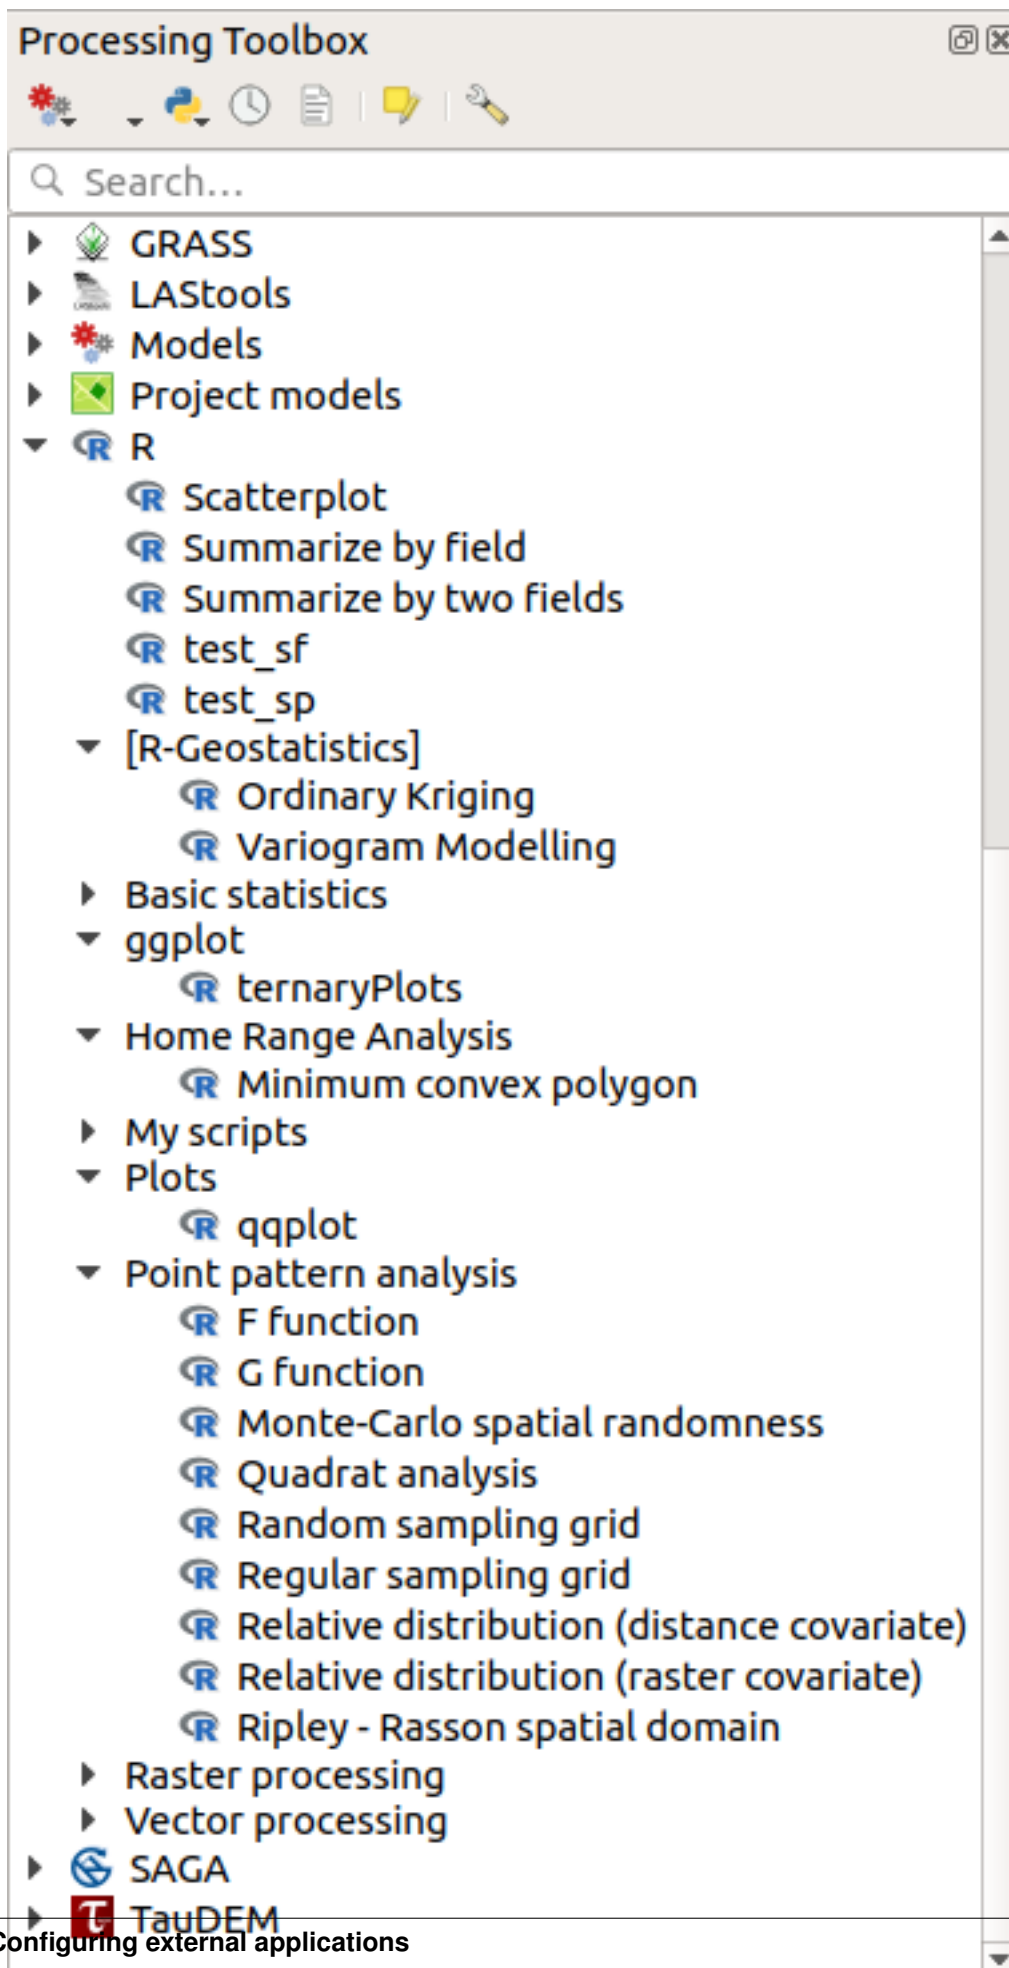 Processing Toolbox
Search...
GRASS
LAStools
Models
Project models
R
Scatterplot
Summarize by field
Summarize by two fields
test_sf
test_sp
[R-Geostatistics]
Ordinary Kriging
Variogram Modelling
Basic statistics
ggplot
ternaryPlots
Home Range Analysis
Minimum convex polygon
My scripts
Plots
qqplot
Point pattern analysis
F function
G function
Monte-Carlo spatial randomness
Quadrat analysis
Random sampling grid
Regular sampling grid
Relative distribution (distance covariate)
Relative distribution (raster covariate)
Ripley - Rasson spatial domain
Raster processing
Vector processing
SAGA
TauDEM
Configuring external applications